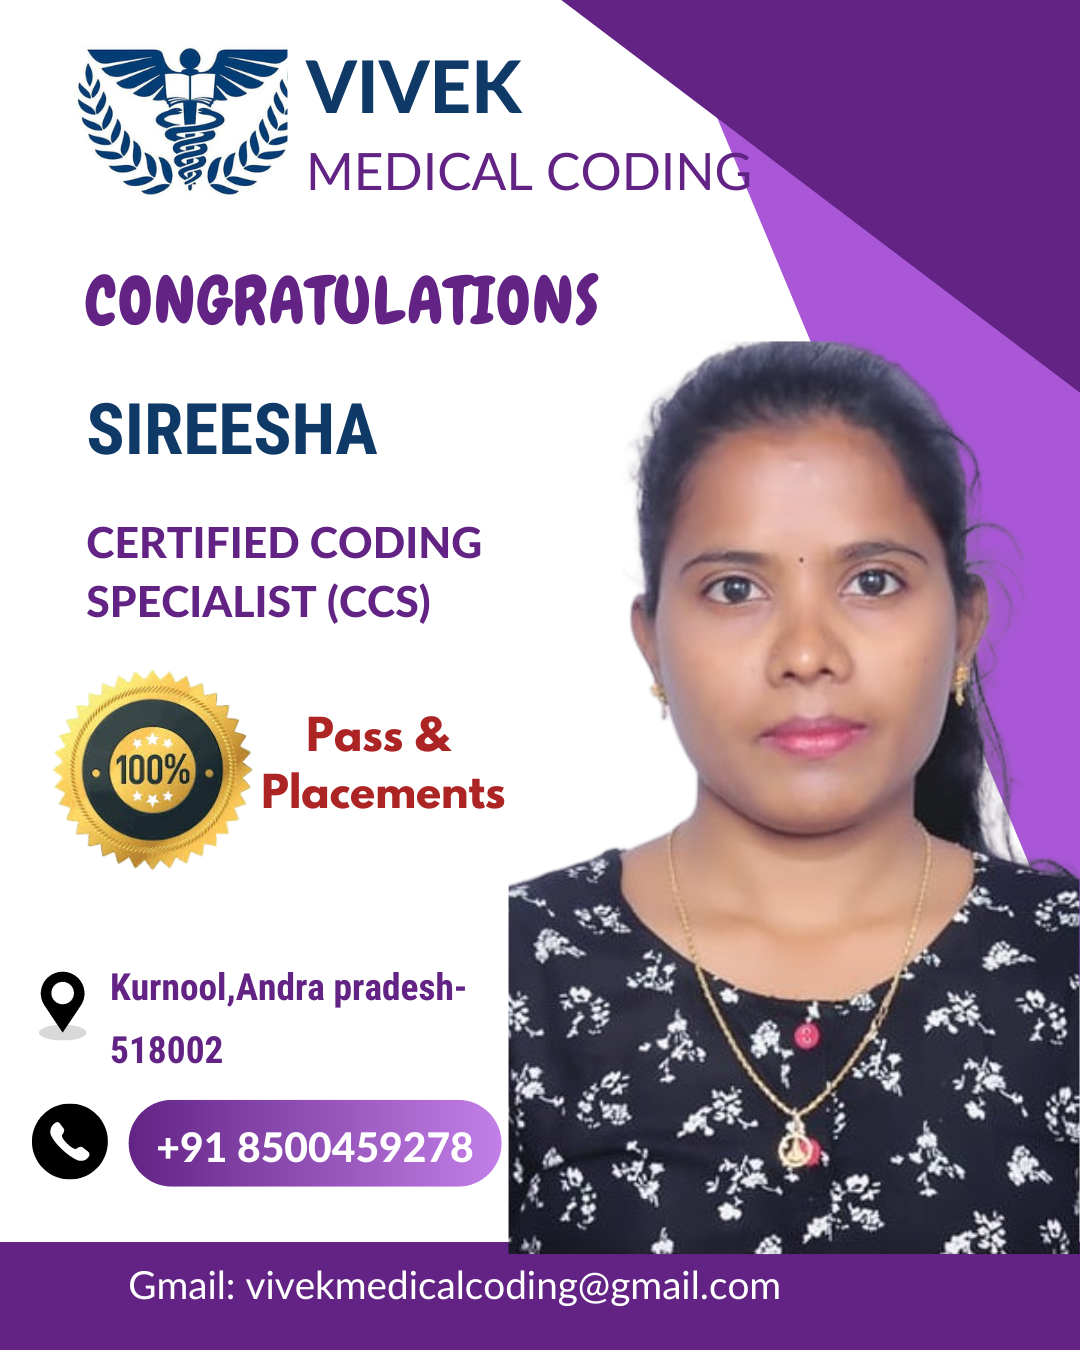 VIVEK
MEDICAL CODING
CONGRATULATIONS
SIREESHA
CERTIFIED CODING
SPECIALIST (CCS)
100%
Pass &
Placements
Kurnool,Andra pradesh-
518002
+91 8500459278
Gmail: vivekmedicalcoding@gmail.com